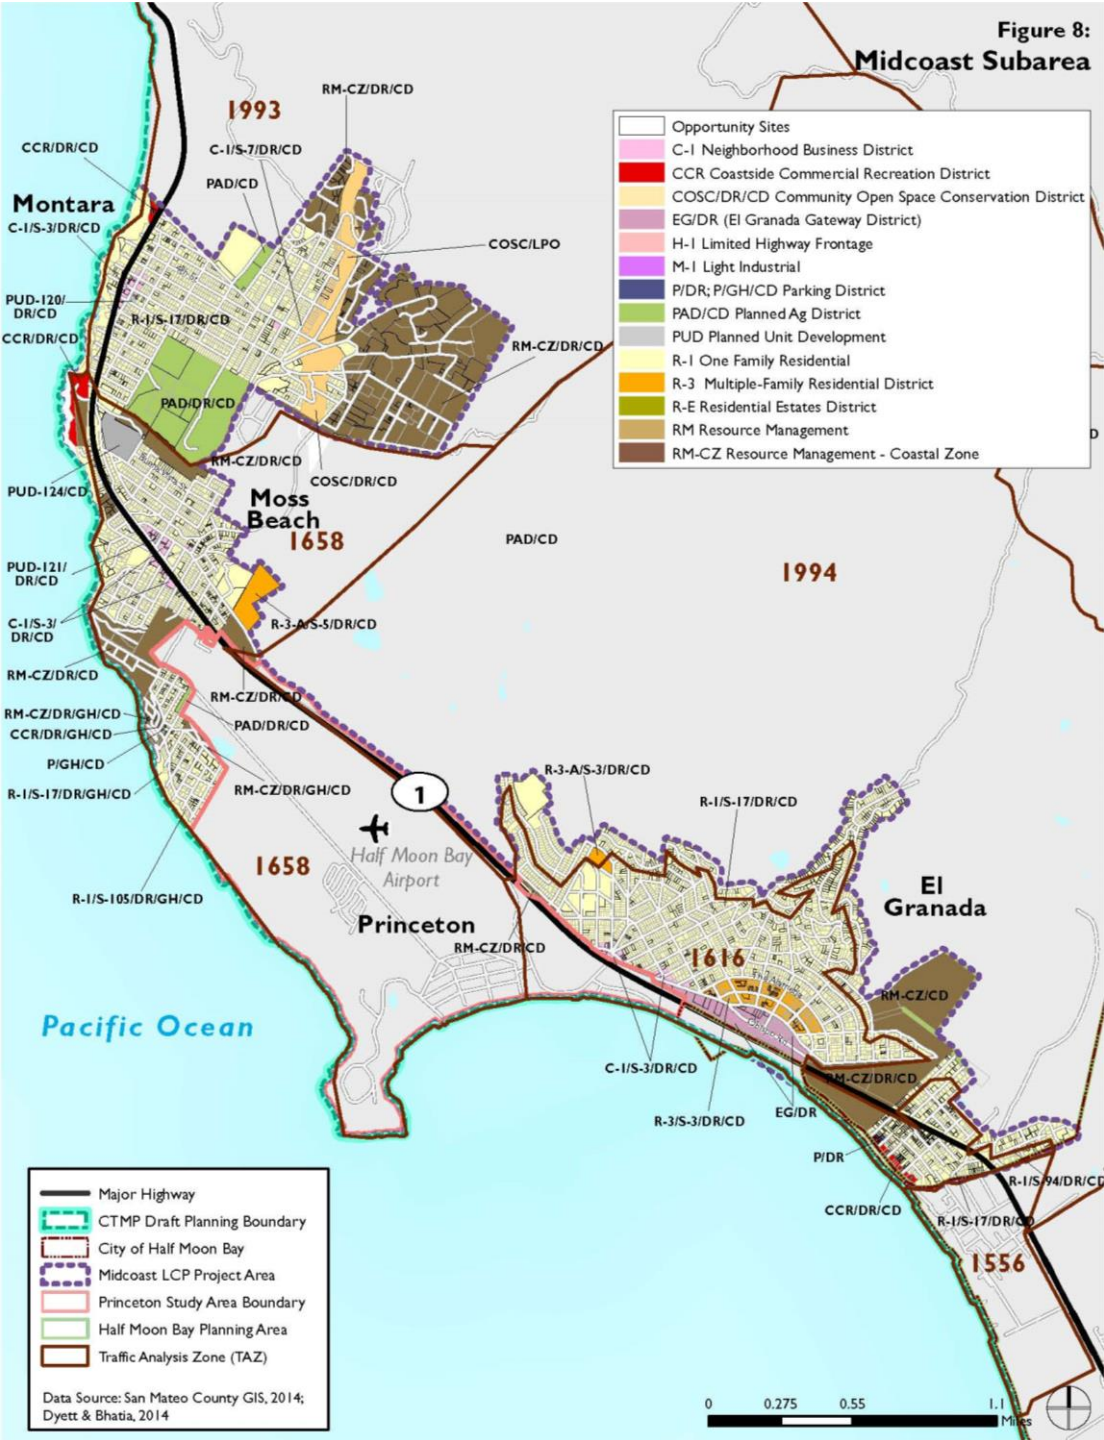 Figure 8:
Midcoast Subarea
RM-CZ/DR/CD
1993
CCR/DR/CD
C-1/S-7/DR/CD
PAD/CD
Montara
C-1/S-3/DR/CD
COSC/LPO
PUD-120/
DR/CD
R-1/S-17/DR/CD
CCR/DR/CD
RM-CZ/DR/CD
PAD/DR/CD
RM-CZ/DR/CD
COSC/DR/CD
PUD-124/CD
Moss
Beach
1658
PAD/CD
1994
PUD-121/
DR/CD
C-1/S-3/
DR/CD
R-3-A/S-5/DR/CD
RM-CZ/DR/CD
RM-CZ/DR/CD
RM-CZ/DR/GH/CD
PAD/DR/CD
CCR/DR/GH/CD
P/GH/CD
R-1/S-17/DR/GH/CD
RM-CZ/DR/GH/CD
R-3-A/S-3/DR/CD
1
R-1/S-17/DR/CD
Half Moon Bay
Airport
1658
R-1/S-105/DR/GH/CD
El
Granada
Princeton
RM-CZ/DR/CD
1616
RM-CZ/CD
Pacific Ocean
C-1/S-3/DR/CD
RM-CZ/DR/CD
EG/DR
R-3/S-3/DR/CD
P/DR
R-1/S-94/DR/CD
CCR/DR/CD
R-1/S-17/DR/CD
1556
Opportunity Sites
C-1 Neighborhood Business District
CCR Coastside Commercial Recreation District
COSC/DR/CD Community Open Space Conservation District
EG/DR (El Granada Gateway District)
H-1 Limited Highway Frontage
M-1 Light Industrial
P/DR; P/GH/CD Parking District
PAD/CD Planned Ag District
PUD Planned Unit Development
R-1 One Family Residential
R-3 Multiple-Family Residential District
R-E Residential Estates District
RM Resource Management
RM-CZ Resource Management - Coastal Zone
D
Major Highway
CTMP Draft Planning Boundary
City of Half Moon Bay
Midcoast LCP Project Area
Princeton Study Area Boundary
Half Moon Bay Planning Area
Traffic Analysis Zone (TAZ)
Data Source: San Mateo County GIS, 2014;
Dyett & Bhatia, 2014
0 0.275 0.55 1.1
Miles